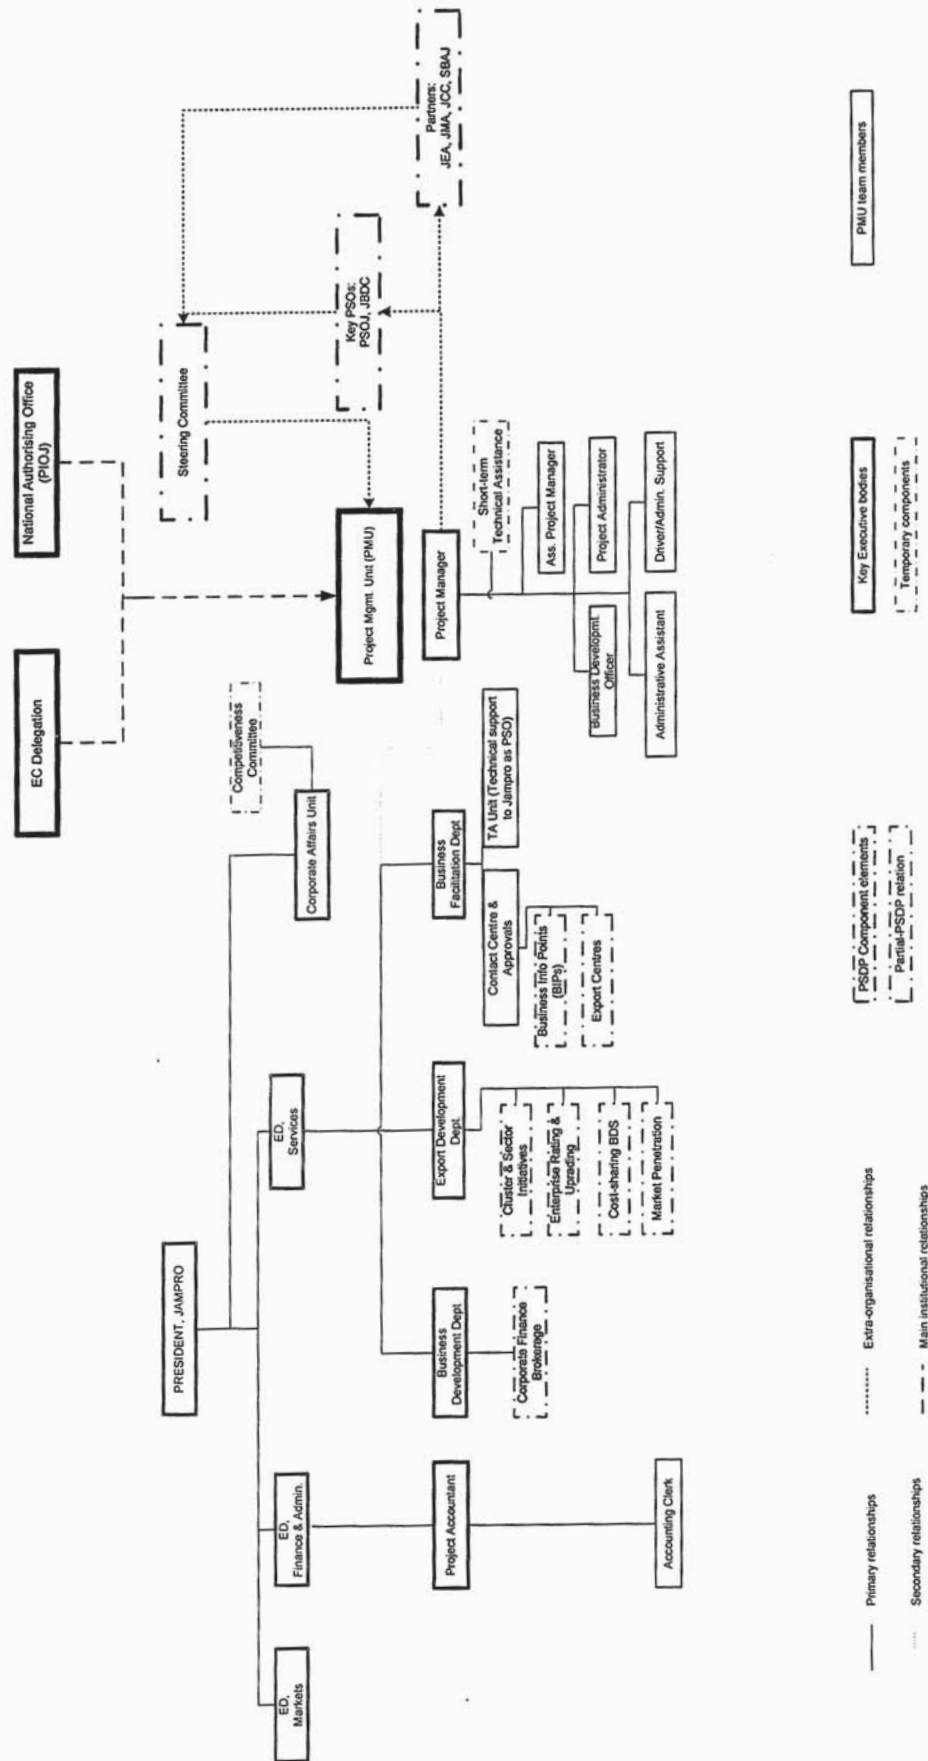 EC Delegation
National Authorising Office
(PIOJ)
PRESIDENT, JAMPRO
Steering Committee
Competitiveness
Committee
ED,
Markets
ED,
Finance & Admin.
ED,
Services
Corporate Affairs Unit
Project Mgmt. Unit (PMU)
Key PSOs:
PSOJ, JBDC
Partners:
JEA, JMA, JCC, SBAJ
Project Accountant
Business
Development Dept
Export Development
Dept.
Business
Facilitation Dept
Project Manager
Short-term
Technical Assistance
Corporate Finance
Brokerage
Cluster & Sector
Initiatives
Contact Centre &
Approvals
TA Unit (Technical support
to Jampro as PSO)
Ass. Project Manager
Enterprise Rating &
Uprading
Business Info Points
(BIPs)
Business Developmt.
Officer
Project Administrator
Cost-sharing BDS
Export Centres
Market Penetration
Accounting Clerk
Administrative Assistant
Driver/Admin. Support
Primary relationships
Extra-organisational relationships
PSDP Component elements
Key Executive bodies
PMU team members
Secondary relationships
Main institutional relationships
Partial-PSDP relation
Temporary components